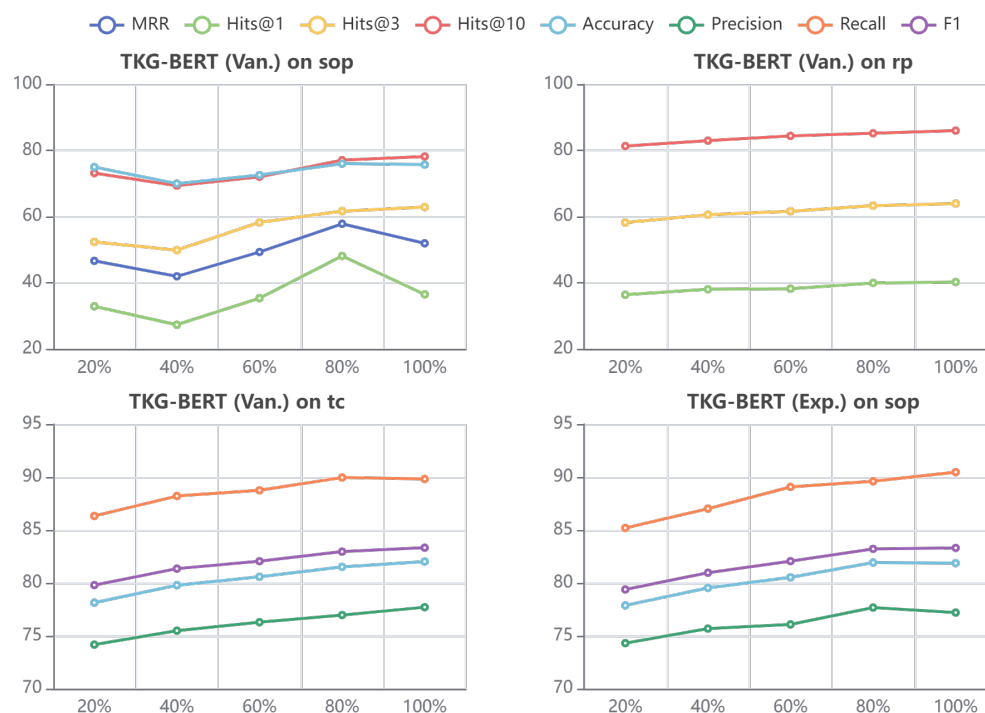 MRR Hits@1 Hits@3 Hits@10 Accuracy Precision Recall F1
TKG-BERT (Van.) on sop
100
80
60
40
20
20% 40% 60% 80% 100%
TKG-BERT (Van.) on rp
100
80
60
40
20
20% 40% 60% 80% 100%
TKG-BERT (Van.) on tc
95
90
85
80
75
70
20% 40% 60% 80% 100%
TKG-BERT (Exp.) on sop
95
90
85
80
75
70
20% 40% 60% 80% 100%